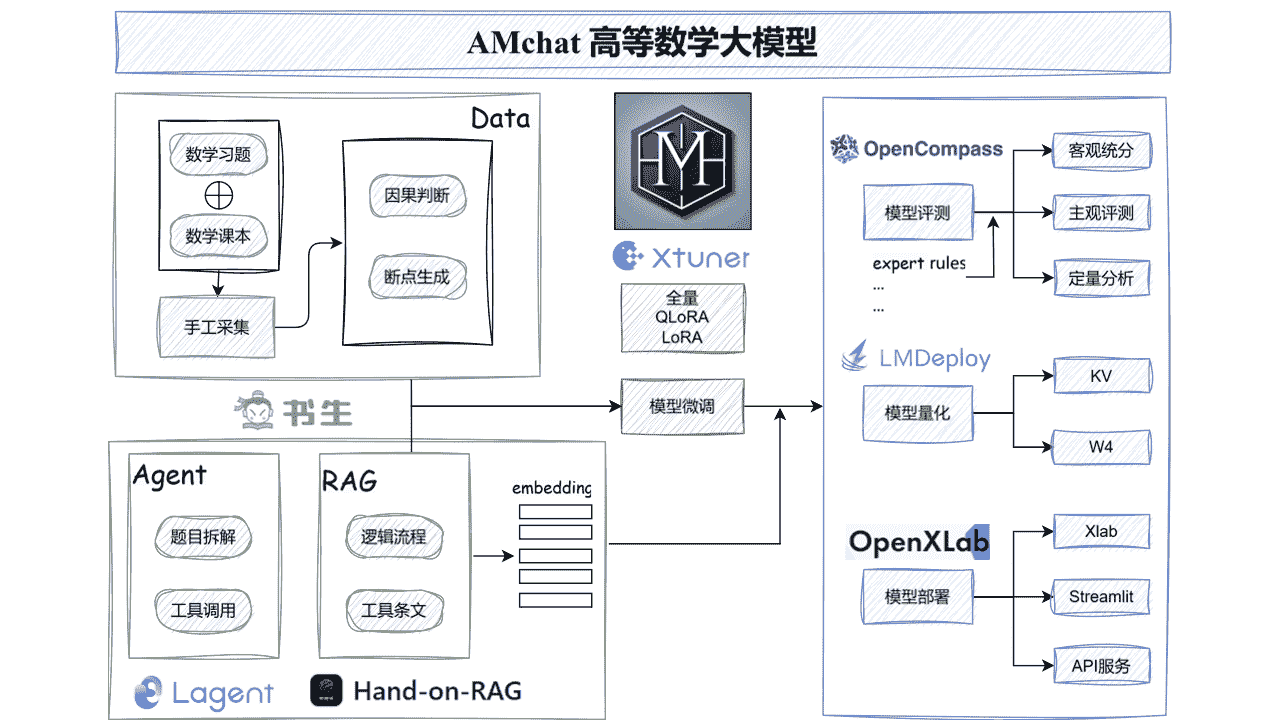 AMchat 高等数学大模型
Data
数学习题
数学课本
手工采集
因果判断
断点生成
M
Xtuner
全量
QLoRA
LoRA
模型微调
书生
Agent
题目拆解
工具调用
RAG
逻辑流程
工具条文
embedding
Lagent
Hand-on-RAG
OpenCompass
模型评测
expert rules
...
...
客观统分
主观评测
定量分析
LMDeploy
模型量化
KV
W4
OpenXLab
模型部署
Xlab
Streamlit
API服务